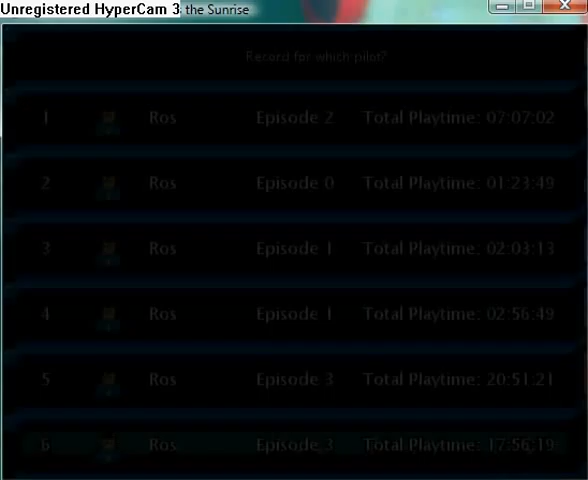 Unregistered HyperCam 3 the Sunrise
Record for which pilot?
1 Ros Episode 2 Total Playtime: 07:07:02
2 Ros Episode 0 Total Playtime: 01:23:49
3 Ros Episode 1 Total Playtime: 02:03:13
4 Ros Episode 1 Total Playtime: 02:56:49
5 Ros Episode 3 Total Playtime: 20:51:21
6 Ros Episode 3 Total Playtime: 17:56:19